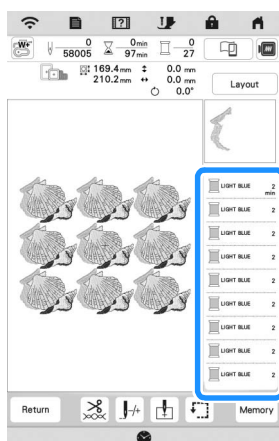 W+
0
58005
0min
97min
0
27
169.4mm
210.2mm
0.0 mm
0.0 mm
0.0°
Layout
LIGHT BLUE 2
min
LIGHT BLUE 2
LIGHT BLUE 2
LIGHT BLUE 2
LIGHT BLUE 2
LIGHT BLUE 2
LIGHT BLUE 2
LIGHT BLUE 2
LIGHT BLUE 2
Return
-/+
Memory